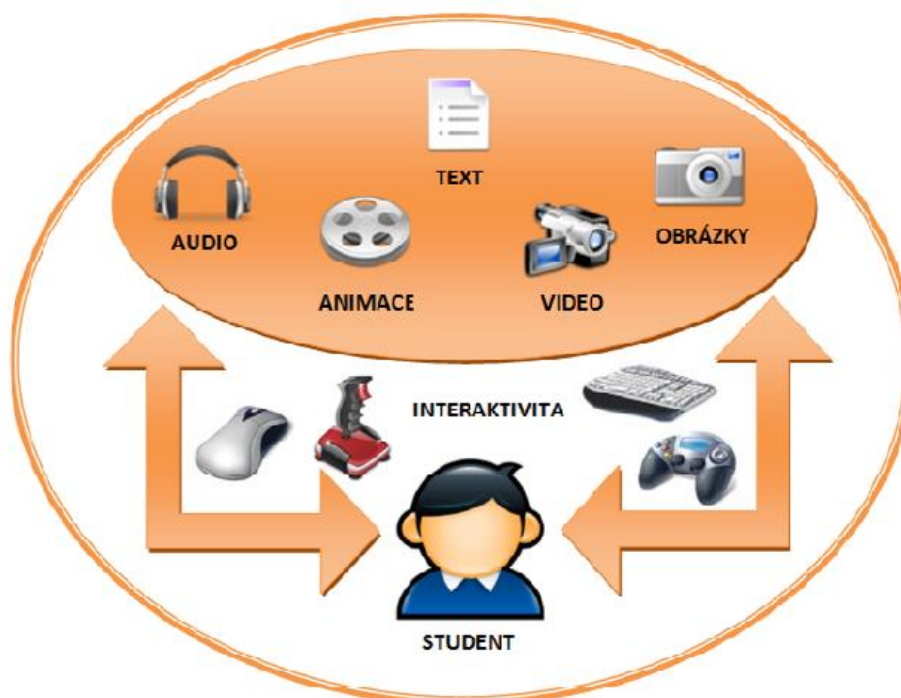 TEXT
AUDIO
OBRÁZKY
ANIMACE
VIDEO
INTERAKTIVITA
STUDENT